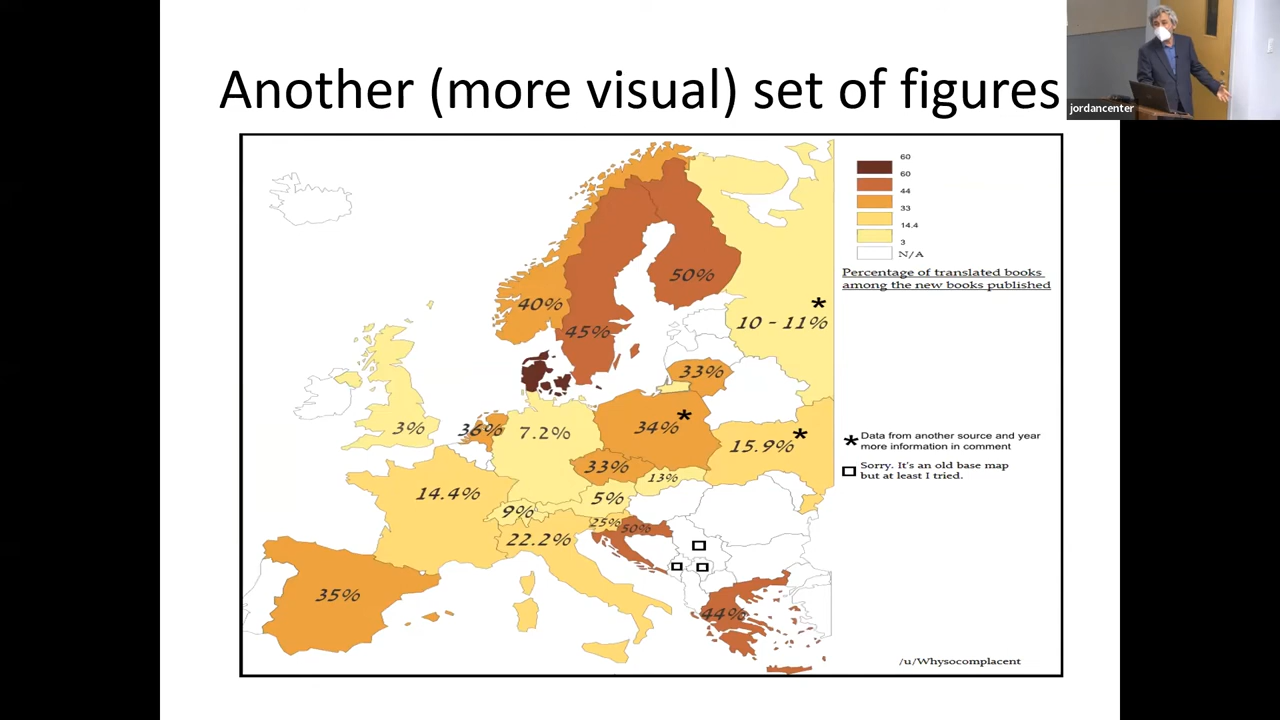 Another (more visual) set of figures
jordancenter
60
60
44
33
14,4
3
N/A
Percentage of translated books
among the new books published
50%
40%
10 - 11%
*
45%
33%
3%
36%
7.2%
34%
*
15.9%
*
* Data from another source and year
more information in comment
33%
13%
Sorry. It's an old base map
but at least I tried.
14.4%
5%
9%
25%
50%
22.2%
35%
44%
/u/Whysocomplacent